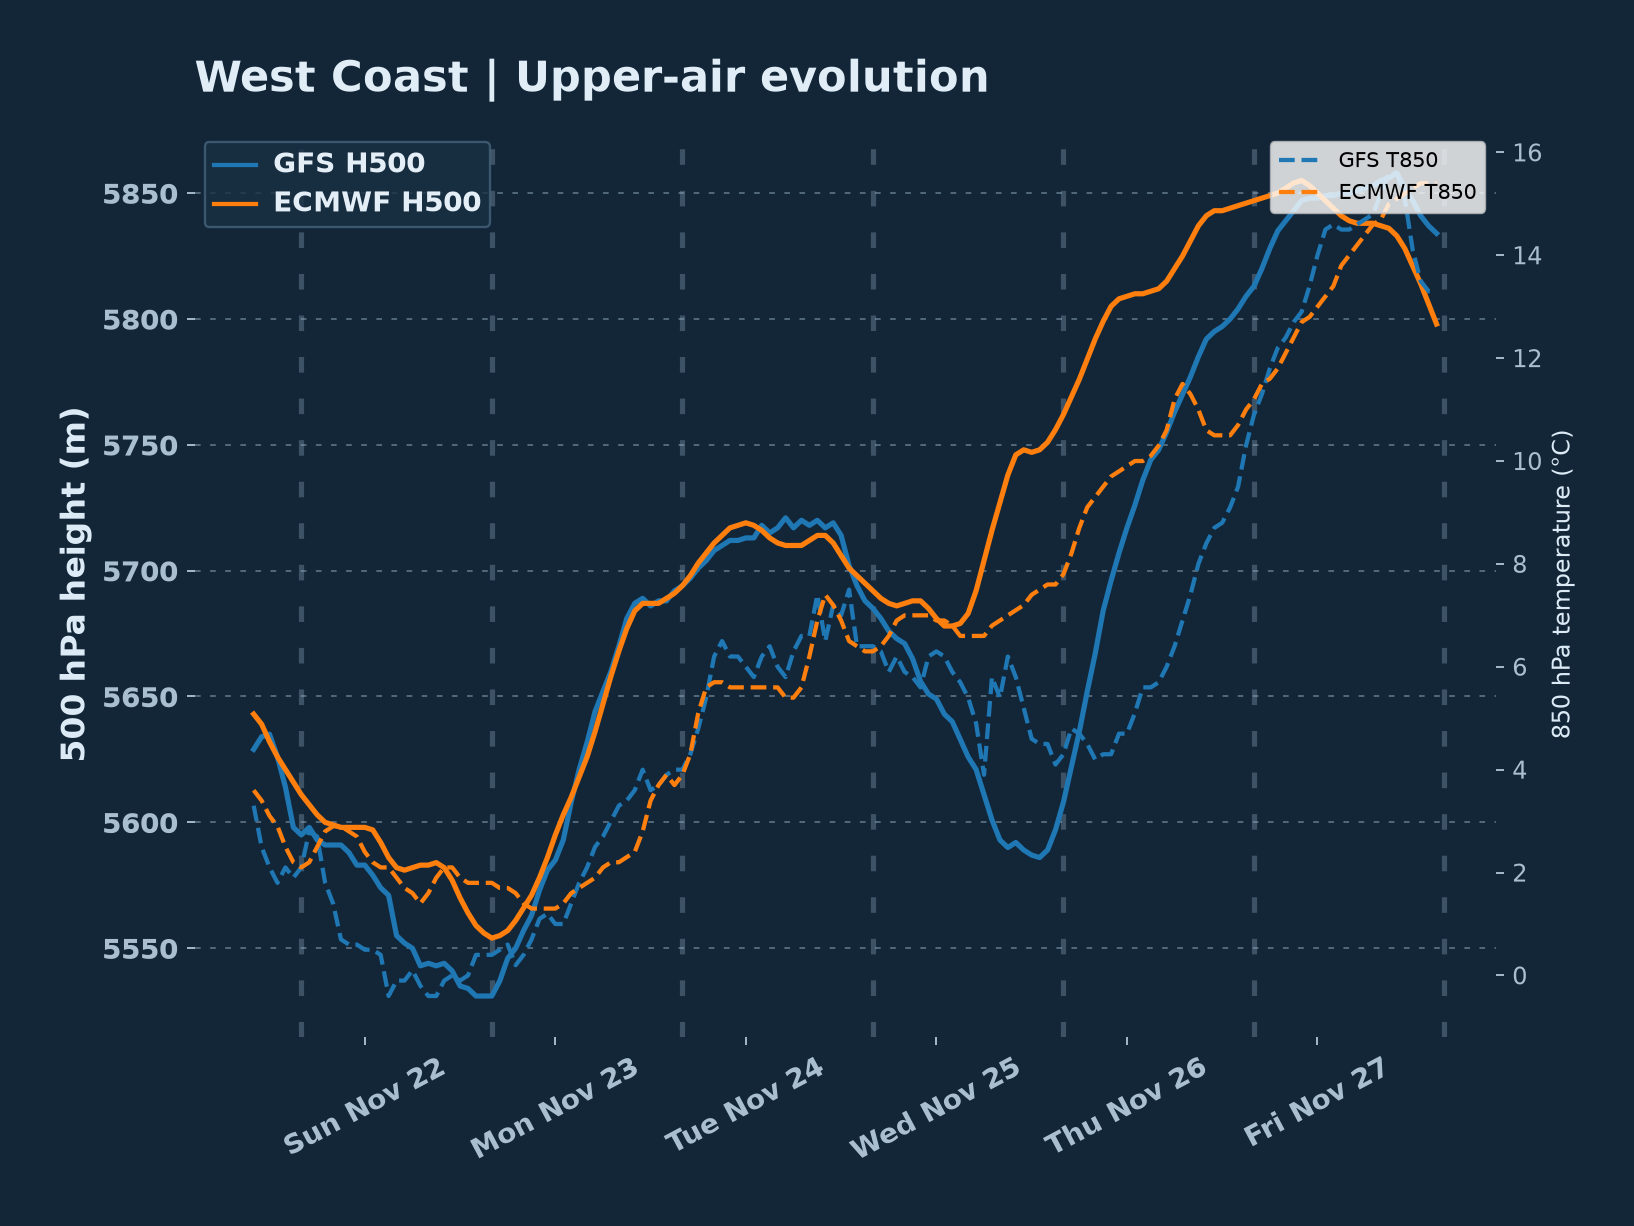 West Coast | Upper-air evolution
GFS H500
ECMWF H500
GFS T850
ECMWF T850
500 hPa height (m)
5850
5800
5750
5700
5650
5600
5550
850 hPa temperature (°C)
16
14
12
10
8
6
4
2
0
Sun Nov 22
Mon Nov 23
Tue Nov 24
Wed Nov 25
Thu Nov 26
Fri Nov 27